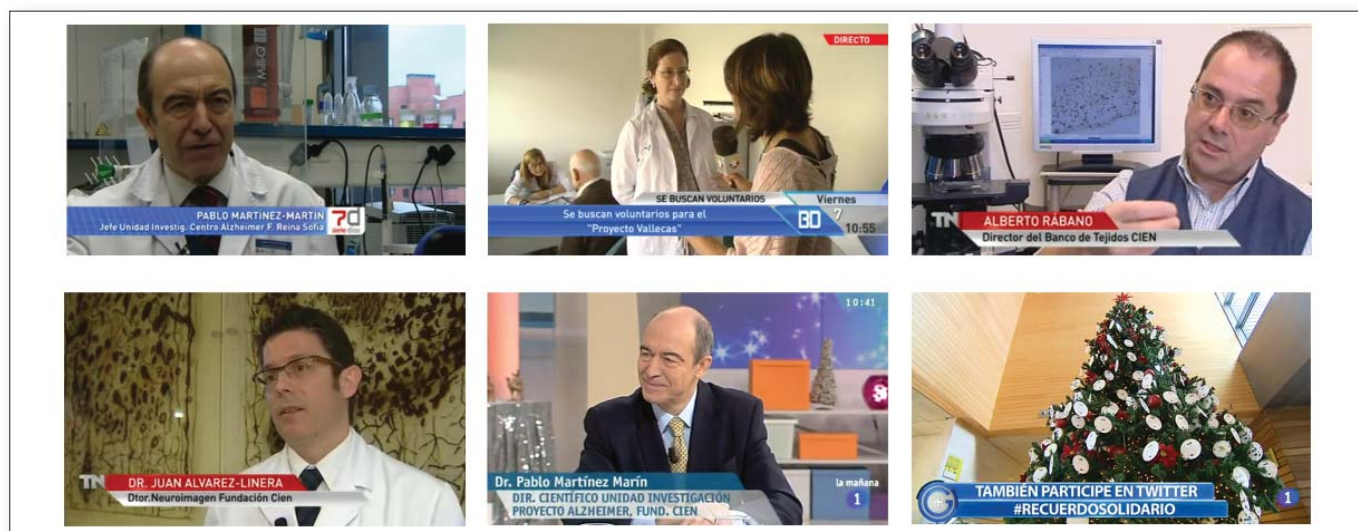 Milli-Q
PABLO MARTÍNEZ-MARTÍN
Jefe Unidad Investig. Centro Alzheimer F. Reina Sofía
7d
siete días
DIRECTO
SE BUSCAN VOLUNTARIOS
Viernes
Se buscan voluntarios para el
"Proyecto Vallecas"
BD
7
10:55
TN
ALBERTO RÁBANO
Director del Banco de Tejidos CIEN
TN
DR. JUAN ALVAREZ-LINERA
Dtor.Neuroimagen Fundación Cien
10:41
Dr. Pablo Martínez Marín
DIR. CIENTÍFICO UNIDAD INVESTIGACIÓN
PROYECTO ALZHEIMER, FUND. CIEN
la mañana
1
G+
TAMBIÉN PARTICIPE EN TWITTER
#RECUERDOSOLIDARIO
1